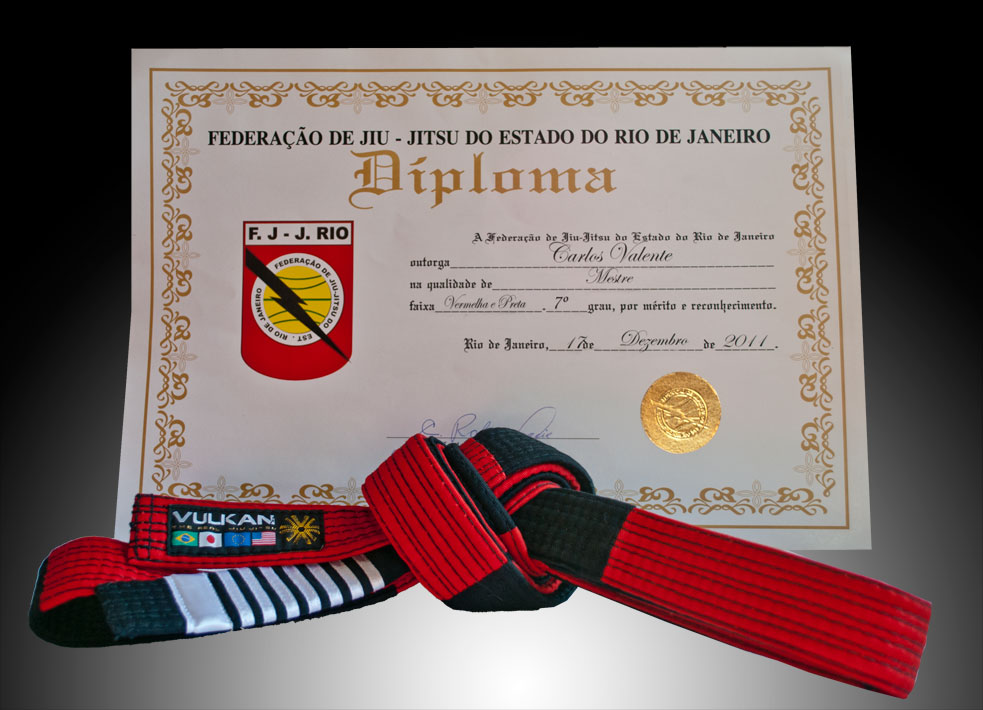 FEDERAÇÃO DE JIU - JITSU DO ESTADO DO RIO DE JANEIRO
Diploma
F. J - J. RIO
FEDERAÇÃO DE JIU-JITSU DO EST. RIO DE JANEIRO
A Federação de Jiu-Jitsu do Estado do Rio de Janeiro
outorga Carlos Valente
na qualidade de Mestre
faixa Vermelha e Preta . 7º grau, por mérito e reconhecimento.
Rio de Janeiro, 17 de Dezembro de 2011.
VULKAN